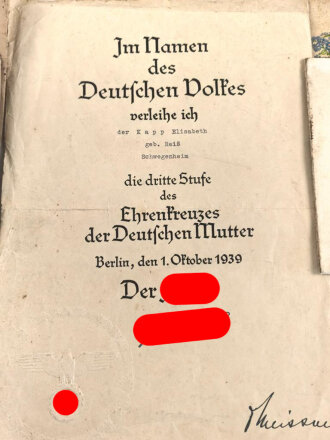 Im Namen
des
Deutschen Volkes
verleihe ich
der Kapp Elisabeth
geb. Reiß
Schwegenheim
die dritte Stufe
des
Ehrenkreuzes
der Deutschen Mutter
Berlin, den 1. Oktober 1939
Der
Meissner